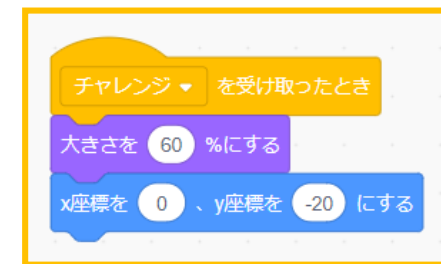 チャレンジ を受け取ったとき
大きさを 60 %にする
x座標を 0 、y座標を -20 にする